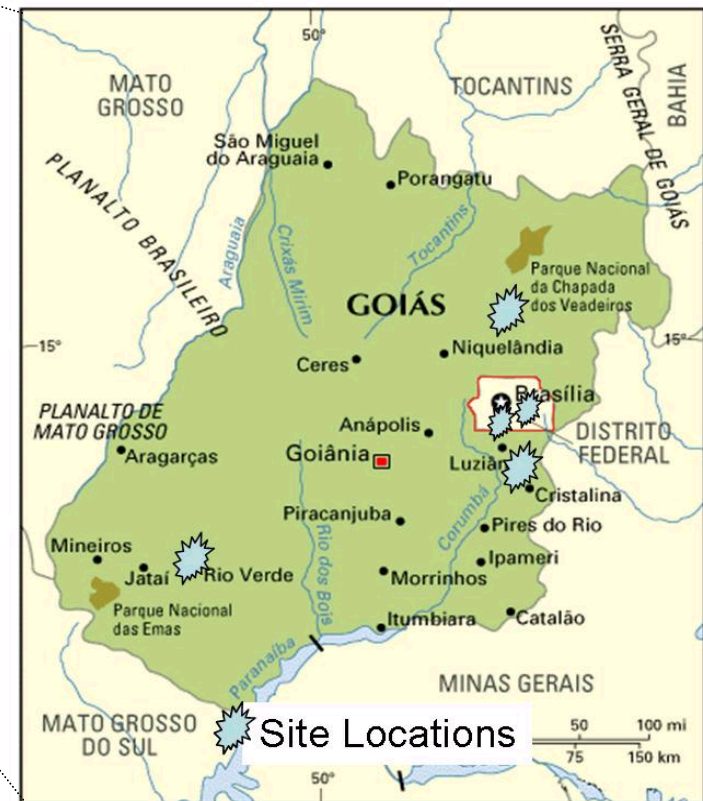 50°
MATO
GROSSO
TOCANTINS
SERRA GERAL DE GOIÁS
BAHIA
São Miguel
do Araguaia
Porangatu
PLANALTO BRASILEIRO
Araguaia
Crixás Mirim
Tocantins
Parque Nacional
da Chapada
dos Veadeiros
GOIÁS
15°
15°
Niquelândia
Ceres
Brasília
PLANALTO DE
MATO GROSSO
Anápolis
DISTRITO
FEDERAL
Aragarças
Goiânia
Luziân
Cristalina
Corumbá
Piracanjuba
Pires do Rio
Rio dos Bois
Mineiros
Jataí
Rio Verde
Ipameri
Morrinhos
Parque Nacional
das Emas
Itumbiara
Catalão
Paranaíba
MINAS GERAIS
MATO GROSSO
DO SUL
Site Locations
50
100 mi
75
150 km
50°